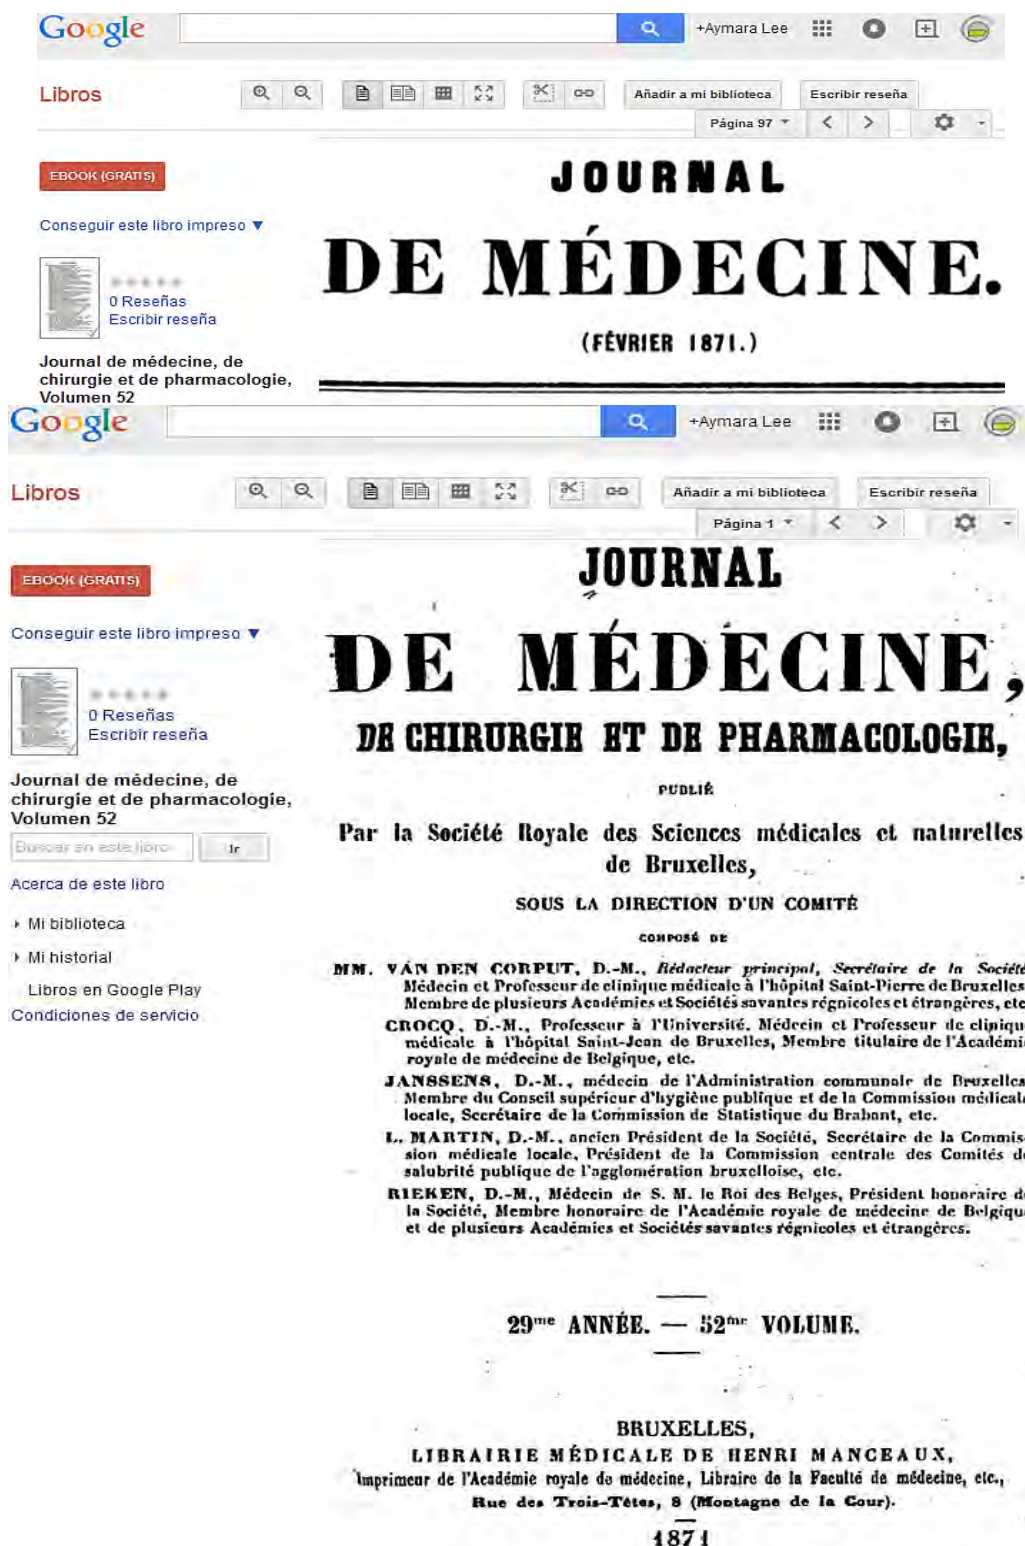 Google
+Aymara Lee
Libros
Añadir a mi biblioteca
Escribir reseña
Página 97
EBOOK (GRATIS)
Conseguir este libro impreso ▼
0 Reseñas
Escribir reseña
Journal de médecine, de
chirurgie et de pharmacologie,
Volumen 52
JOURNAL
DE MÉDECINE.
(FÉVRIER 1871.)
Google
+Aymara Lee
Libros
Añadir a mi biblioteca
Escribir reseña
Página 1
EBOOK (GRATIS)
Conseguir este libro impreso ▼
0 Reseñas
Escribir reseña
Journal de médecine, de
chirurgie et de pharmacologie,
Volumen 52
Buscar en este libro
Ir
Acerca de este libro
Mi biblioteca
Mi historial
Libros en Google Play
Condiciones de servicio
JOURNAL
DE MÉDECINE,
DE CHIRURGIE ET DE PHARMACOLOGIE,
PUBLIÉ
Par la Société Royale des Sciences médicales et naturelles
de Bruxelles,
SOUS LA DIRECTION D'UN COMITÉ
COMPOSÉ DE
MM. VAN DEN CORPUT, D.-M., Rédacteur principal, Secrétaire de la Société
Médecin et Professeur de clinique médicale à l'hôpital Saint-Pierre de Bruxelles
Membre de plusieurs Académies et Sociétés savantes régnicoles et étrangères, etc
CROCQ, D.-M., Professeur à l'Université, Médecin et Professeur de cliniqu
médicale à l'hôpital Saint-Jean de Bruxelles, Membre titulaire de l'Académi
royale de médecine de Belgique, etc.
JANSSENS, D.-M., médecin de l'Administration communale de Bruxelles
Membre du Conseil supérieur d'hygiène publique et de la Commission médicale
locale, Secrétaire de la Commission de Statistique du Brabant, etc.
L. MARTIN, D.-M., ancien Président de la Société, Secrétaire de la Commis-
sion médicale locale, Président de la Commission centrale des Comités de
salubrité publique de l'agglomération bruxelloise, etc.
RIEKEN, D.-M., Médecin de S. M. le Roi des Belges, Président honoraire d
la Société, Membre honoraire de l'Académie royale de médecine de Belgiqu
et de plusieurs Académies et Sociétés savantes régnicoles et étrangères.
29me ANNÉE. — 52me VOLUME.
BRUXELLES,
LIBRAIRIE MÉDICALE DE HENRI MANCEAUX,
Imprimeur de l'Académie royale de médecine, Libraire de la Faculté de médecine, etc.,
Rue des Trois-Têtes, 8 (Montagne de la Cour).
1871